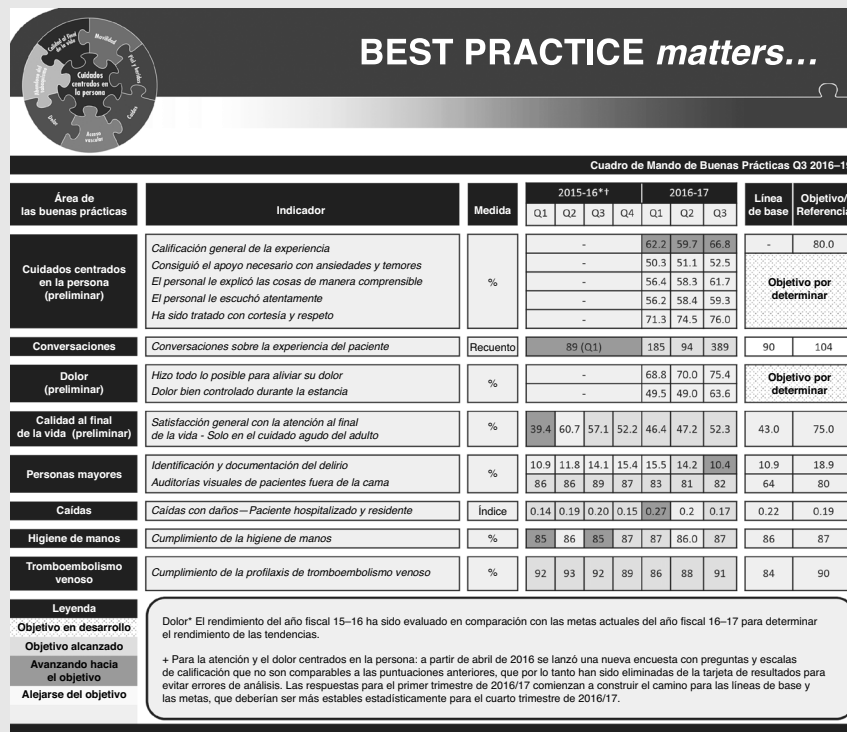 Calidad al final
de la vida
Movilidad
Piel y heridas
Caídas
Acceso
vascular
Dolor
Cuidados
centrados en
la persona
BEST PRACTICE matters...
Cuadro de Mando de Buenas Prácticas Q3 2016–19
Área de
las buenas prácticas
Indicador
Medida
2015-16*† 2016-17
Q1 Q2 Q3 Q4 Q1 Q2 Q3
Línea
de base
Objetivo/
Referencia
Cuidados centrados
en la persona
(preliminar)
Calificación general de la experiencia - 62.2 59.7 66.8 - 80.0
Consiguió el apoyo necesario con ansiedades y temores - 50.3 51.1 52.5
El personal le explicó las cosas de manera comprensible % - 56.4 58.3 61.7
El personal le escuchó atentamente - 56.2 58.4 59.3
Ha sido tratado con cortesía y respeto - 71.3 74.5 76.0
Objetivo por
determinar
Conversaciones Conversaciones sobre la experiencia del paciente Recuento 89 (Q1) 185 94 389 90 104
Dolor
(preliminar)
Hizo todo lo posible para aliviar su dolor - 68.8 70.0 75.4
%
Dolor bien controlado durante la estancia - 49.5 49.0 63.6
Objetivo por
determinar
Calidad al final
de la vida (preliminar)
Satisfacción general con la atención al final
de la vida - Solo en el cuidado agudo del adulto
% 39.4 60.7 57.1 52.2 46.4 47.2 52.3 43.0 75.0
Personas mayores
Identificación y documentación del delirio 10.9 11.8 14.1 15.4 15.5 14.2 10.4 10.9 18.9
%
Auditorías visuales de pacientes fuera de la cama 86 86 89 87 83 81 82 64 80
Caídas Caídas con daños—Paciente hospitalizado y residente Índice 0.14 0.19 0.20 0.15 0.27 0.2 0.17 0.22 0.19
Higiene de manos Cumplimiento de la higiene de manos % 85 86 85 87 87 86.0 87 86 87
Tromboembolismo
venoso
Cumplimiento de la profilaxis de tromboembolismo venoso % 92 93 92 89 86 88 91 84 90
Leyenda
Objetivo en desarrollo
Objetivo alcanzado
Avanzando hacia
el objetivo
Alejarse del objetivo
Dolor* El rendimiento del año fiscal 15–16 ha sido evaluado en comparación con las metas actuales del año fiscal 16–17 para determinar
el rendimiento de las tendencias.
+ Para la atención y el dolor centrados en la persona: a partir de abril de 2016 se lanzó una nueva encuesta con preguntas y escalas
de calificación que no son comparables a las puntuaciones anteriores, que por lo tanto han sido eliminadas de la tarjeta de resultados para
evitar errores de análisis. Las respuestas para el primer trimestre de 2016/17 comienzan a construir el camino para las líneas de base y
las metas, que deberían ser más estables estadísticamente para el cuarto trimestre de 2016/17.